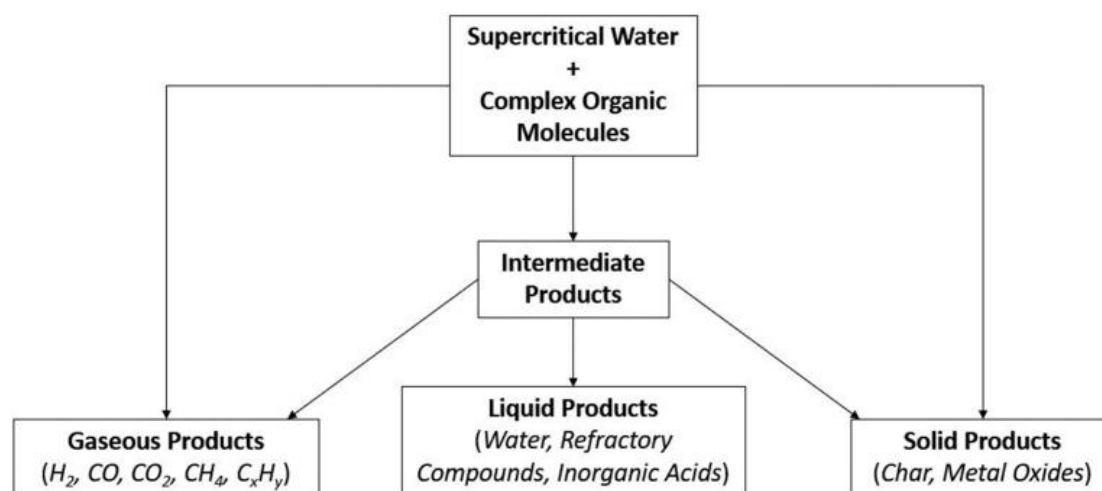 Supercritical Water
+
Complex Organic
Molecules
Intermediate
Products
Gaseous Products
(H₂, CO, CO₂, CH₄, CₓHᵧ)
Liquid Products
(Water, Refractory
Compounds, Inorganic Acids)
Solid Products
(Char, Metal Oxides)